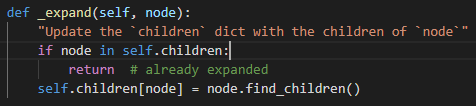 def _expand(self, node):
    "Update the `children` dict with the children of `node`"
    if node in self.children:
        return  # already expanded
    self.children[node] = node.find_children()